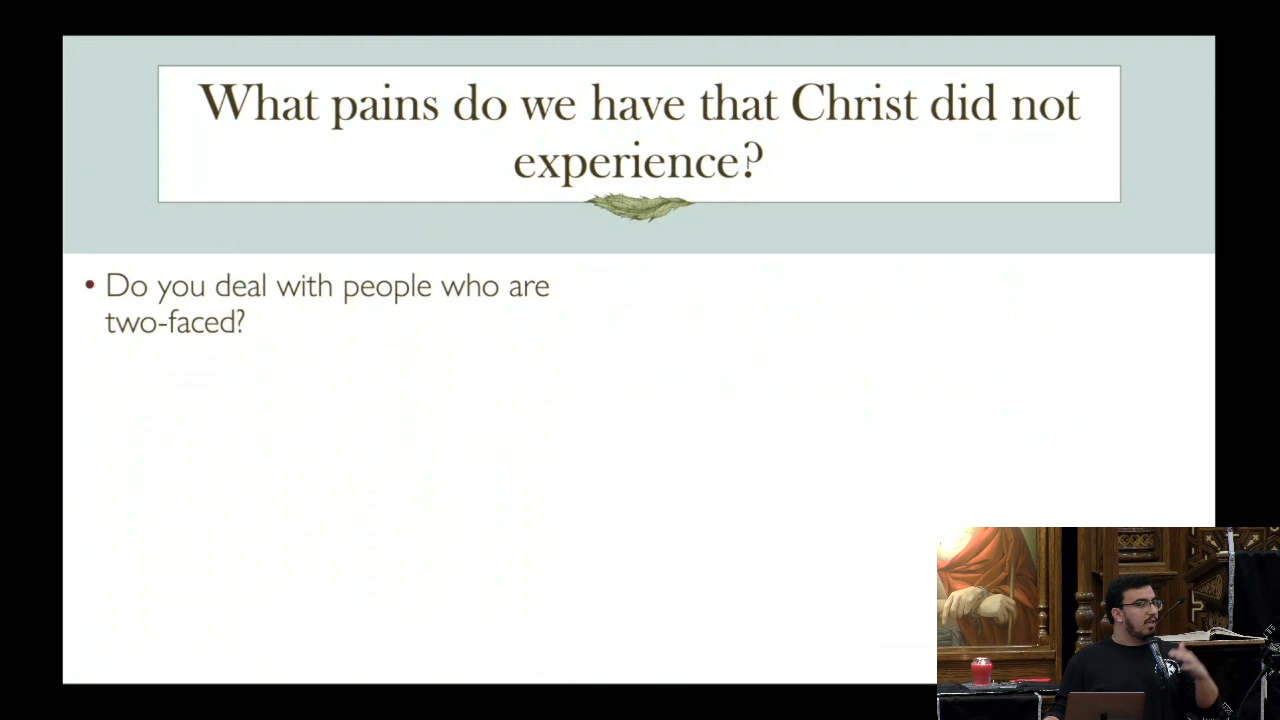 What pains do we have that Christ did not
experience?
• Do you deal with people who are
two-faced?